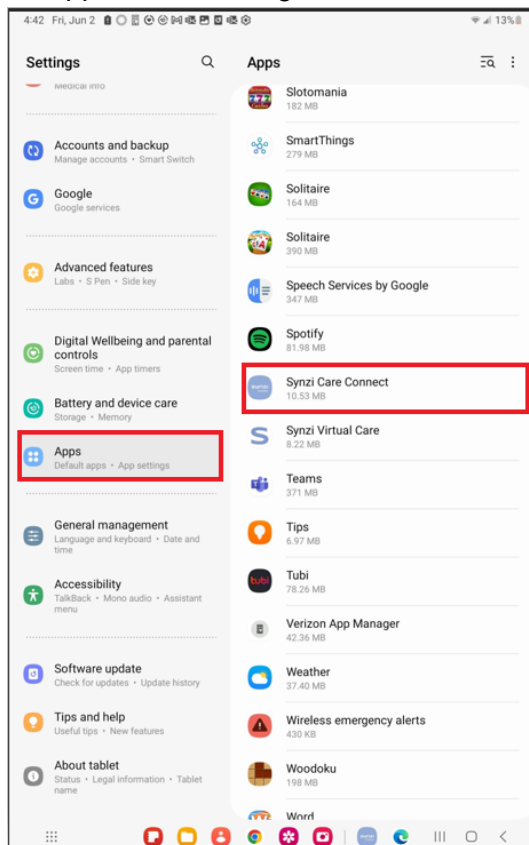 4:42 Fri, Jun 2
13%
Settings
Medical info
Accounts and backup
Manage accounts • Smart Switch
Google
Google services
Advanced features
Labs • S Pen • Side key
Digital Wellbeing and parental
controls
Screen time • App timers
Battery and device care
Storage • Memory
Apps
Default apps • App settings
General management
Language and keyboard • Date and
time
Accessibility
TalkBack • Mono audio • Assistant
menu
Software update
Check for updates • Update history
Tips and help
Useful tips • New features
About tablet
Status • Legal information • Tablet
name
Apps
Slotomania
182 MB
SmartThings
279 MB
Solitaire
164 MB
Solitaire
390 MB
Speech Services by Google
347 MB
Spotify
81.98 MB
Synzi Care Connect
10.53 MB
Synzi Virtual Care
8.22 MB
Teams
371 MB
Tips
6.97 MB
tubi
Tubi
78.26 MB
Verizon App Manager
42.36 MB
Weather
37.40 MB
Wireless emergency alerts
430 KB
Woodoku
198 MB
Word